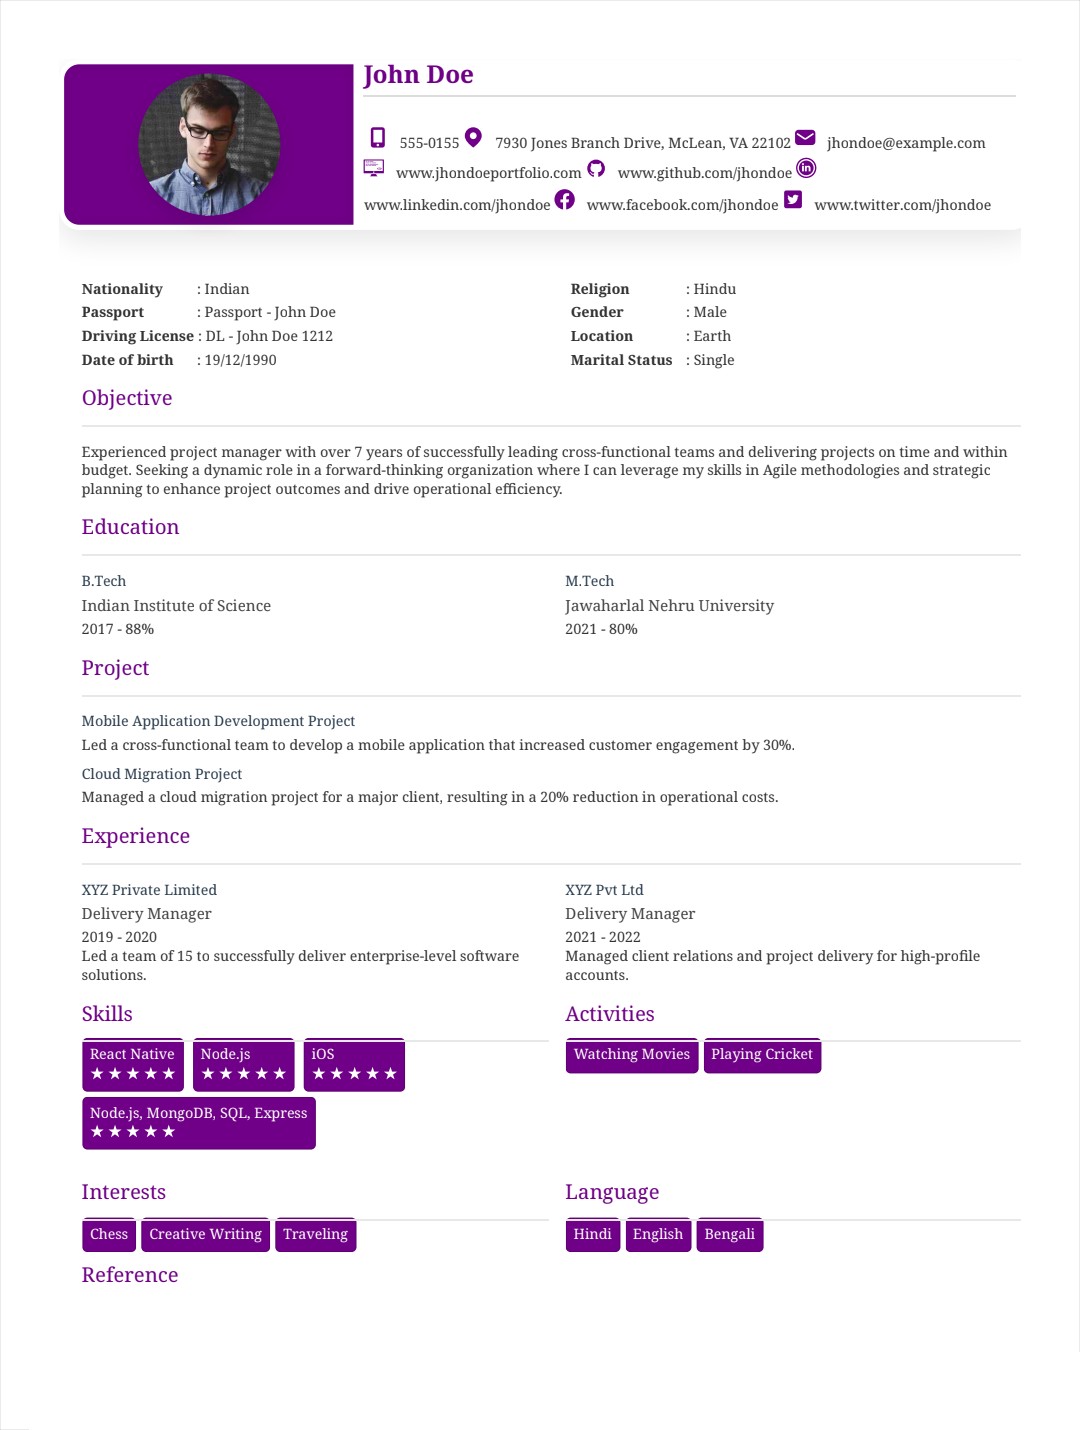 John Doe
555-0155 7930 Jones Branch Drive, McLean, VA 22102 jhondoe@example.com
www.jhondoeportfolio.com www.github.com/jhondoe
www.linkedin.com/jhondoe www.facebook.com/jhondoe www.twitter.com/jhondoe
Nationality : Indian Religion : Hindu
Passport : Passport - John Doe Gender : Male
Driving License : DL - John Doe 1212 Location : Earth
Date of birth : 19/12/1990 Marital Status : Single
Objective
Experienced project manager with over 7 years of successfully leading cross-functional teams and delivering projects on time and within
budget. Seeking a dynamic role in a forward-thinking organization where I can leverage my skills in Agile methodologies and strategic
planning to enhance project outcomes and drive operational efficiency.
Education
B.Tech
Indian Institute of Science
2017 - 88%
M.Tech
Jawaharlal Nehru University
2021 - 80%
Project
Mobile Application Development Project
Led a cross-functional team to develop a mobile application that increased customer engagement by 30%.
Cloud Migration Project
Managed a cloud migration project for a major client, resulting in a 20% reduction in operational costs.
Experience
XYZ Private Limited
Delivery Manager
2019 - 2020
Led a team of 15 to successfully deliver enterprise-level software
solutions.
XYZ Pvt Ltd
Delivery Manager
2021 - 2022
Managed client relations and project delivery for high-profile
accounts.
Skills
React Native Node.js iOS
★★★★★ ★★★★★ ★★★★★
Node.js, MongoDB, SQL, Express
★★★★★
Activities
Watching Movies Playing Cricket
Interests
Chess Creative Writing Traveling
Language
Hindi English Bengali
Reference